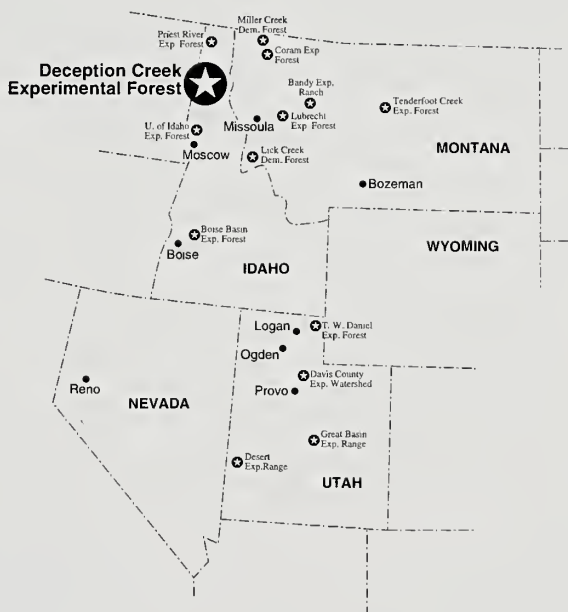 Miller Creek
Dem. Forest
Priest River
Exp. Forest
Coram Exp
Forest
Deception Creek
Experimental Forest
Bandy Exp.
Ranch
Tenderfoot Creek
Exp. Forest
Lubrecht
Exp Forest
Missoula
U. of Idaho
Exp. Forest
Moscow
MONTANA
Lick Creek
Dem. Forest
Bozeman
Boise Basin
Exp. Forest
Boise
WYOMING
IDAHO
T. W. Daniel
Exp. Forest
Logan
Ogden
Davis County
Exp. Watershed
Provo
Reno
NEVADA
Great Basin
Exp. Range
Desert
Exp.Range
UTAH